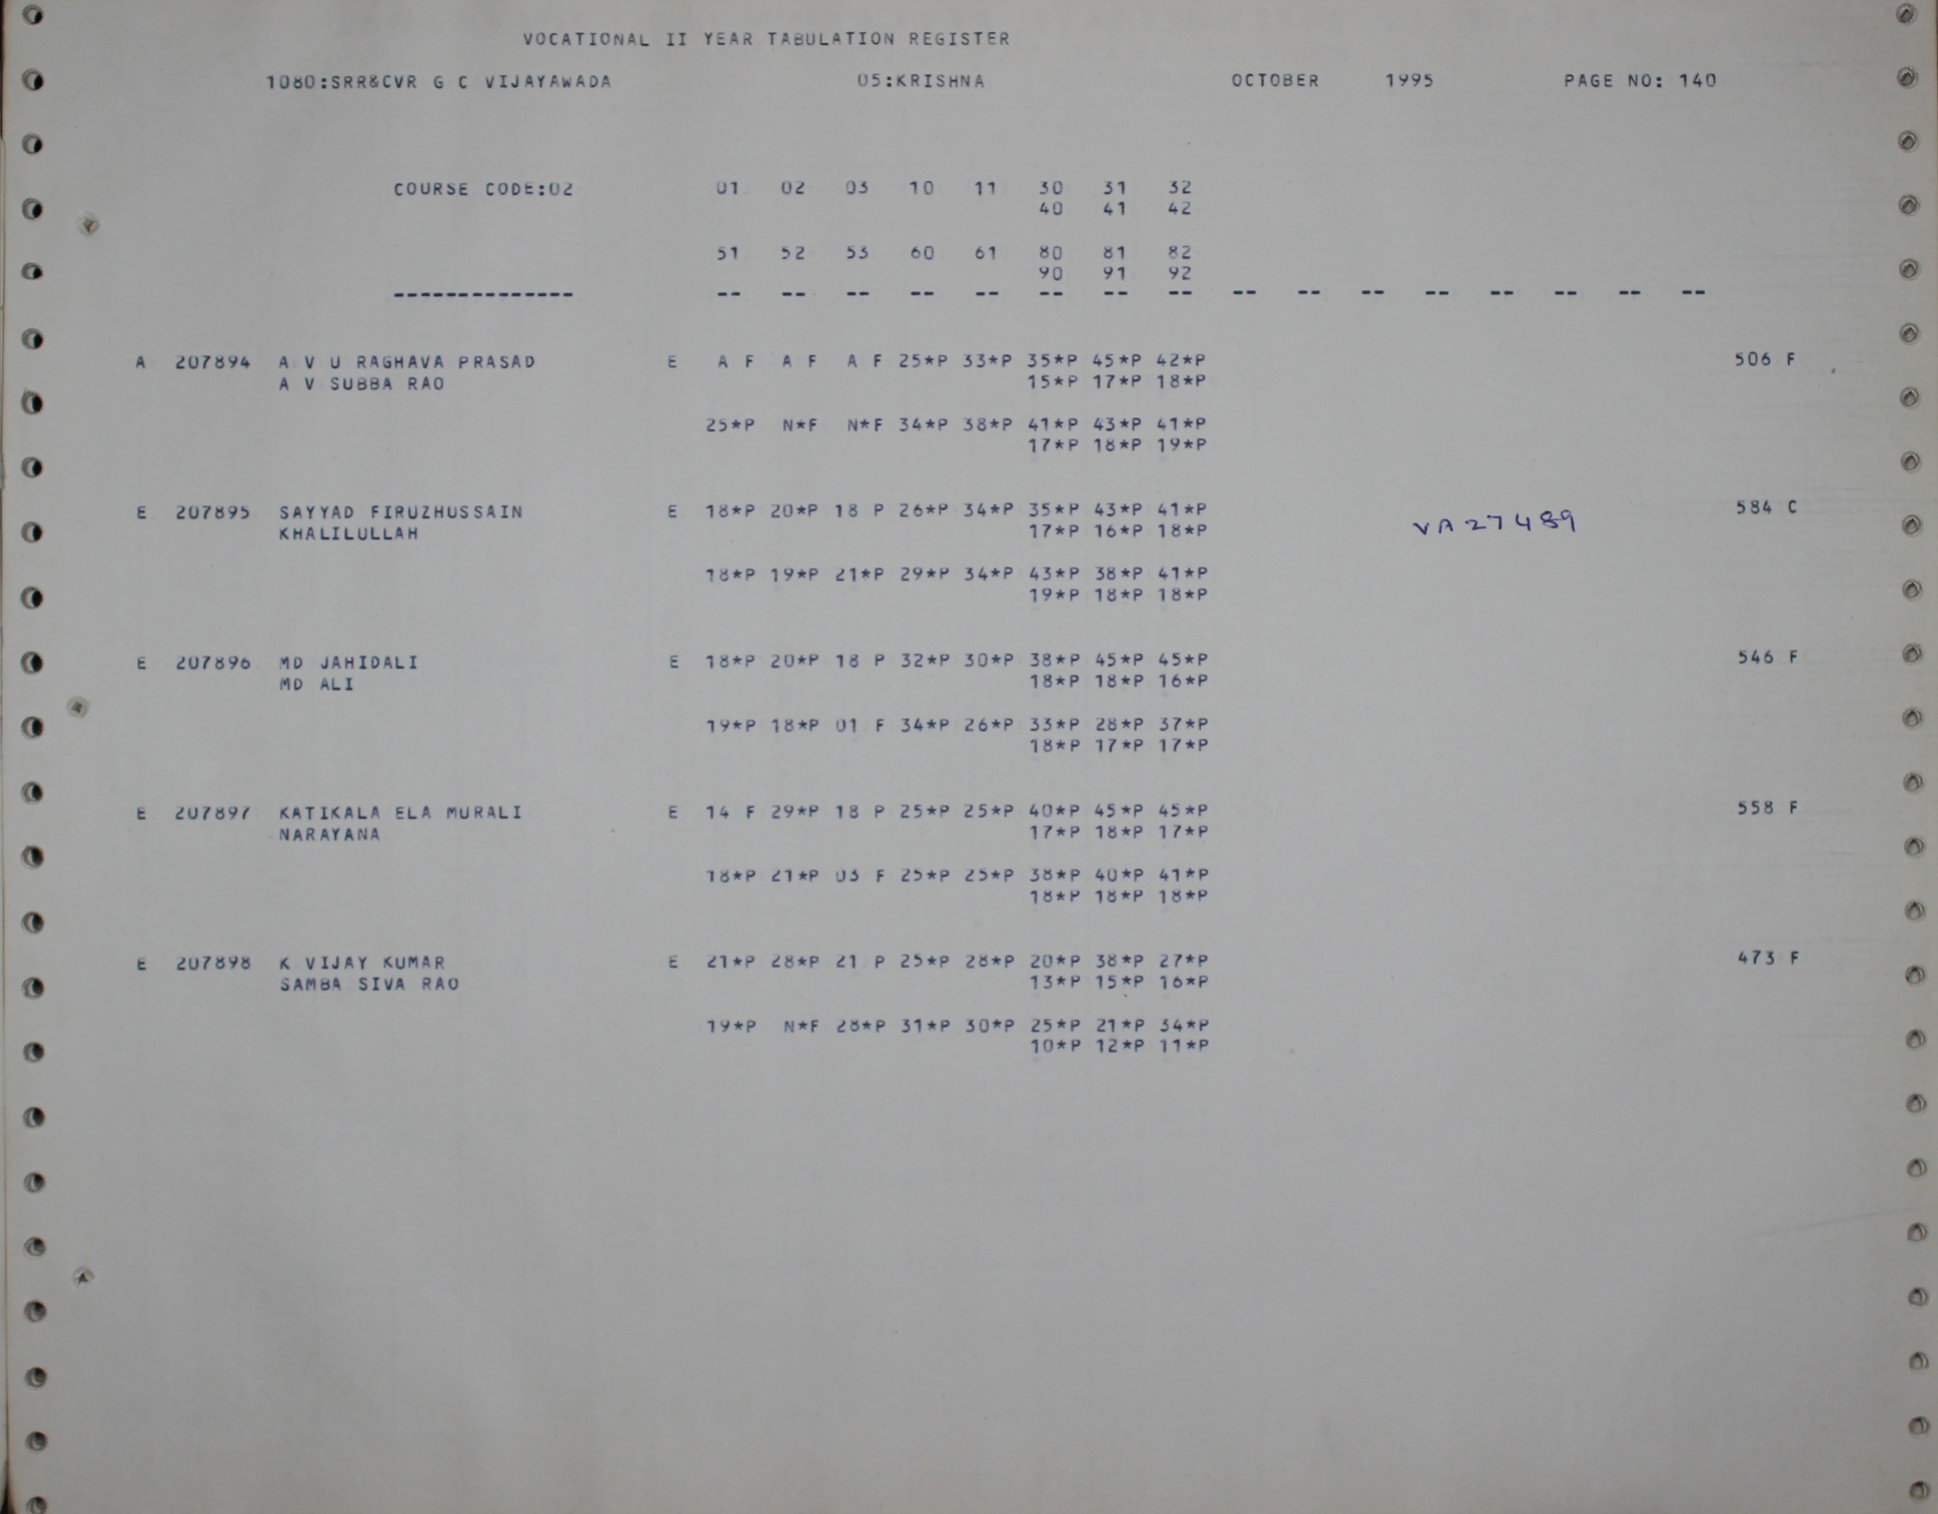 VOCATIONAL II YEAR TABULATION REGISTER
1080:SRR&CVR G C VIJAYAWADA 05:KRISHNA OCTOBER 1995 PAGE NO: 140
COURSE CODE:02 01 02 03 10 11 30 31 32
40 41 42
51 52 53 60 61 80 81 82
90 91 92
-------------- -- -- -- -- -- -- -- -- -- -- -- -- -- -- -- --
A 207894 A V U RAGHAVA PRASAD E A F A F A F 25*P 33*P 35*P 45*P 42*P 506 F
A V SUBBA RAO 15*P 17*P 18*P
25*P N*F N*F 34*P 38*P 41*P 43*P 41*P
17*P 18*P 19*P
E 207895 SAYYAD FIRUZHUSSAIN E 18*P 20*P 18 P 26*P 34*P 35*P 43*P 41*P VA27489 584 C
KHALILULLAH 17*P 16*P 18*P
18*P 19*P 21*P 29*P 34*P 43*P 38*P 41*P
19*P 18*P 18*P
E 207896 MD JAHIDALI E 18*P 20*P 18 P 32*P 30*P 38*P 45*P 45*P 546 F
MD ALI 18*P 18*P 16*P
19*P 18*P 01 F 34*P 26*P 33*P 28*P 37*P
18*P 17*P 17*P
E 207897 KATIKALA ELA MURALI E 14 F 29*P 18 P 25*P 25*P 40*P 45*P 45*P 558 F
NARAYANA 17*P 18*P 17*P
18*P 21*P 03 F 25*P 25*P 38*P 40*P 41*P
18*P 18*P 18*P
E 207898 K VIJAY KUMAR E 21*P 28*P 21 P 25*P 28*P 20*P 38*P 27*P 473 F
SAMBA SIVA RAO 13*P 15*P 16*P
19*P N*F 28*P 31*P 30*P 25*P 21*P 34*P
10*P 12*P 11*P